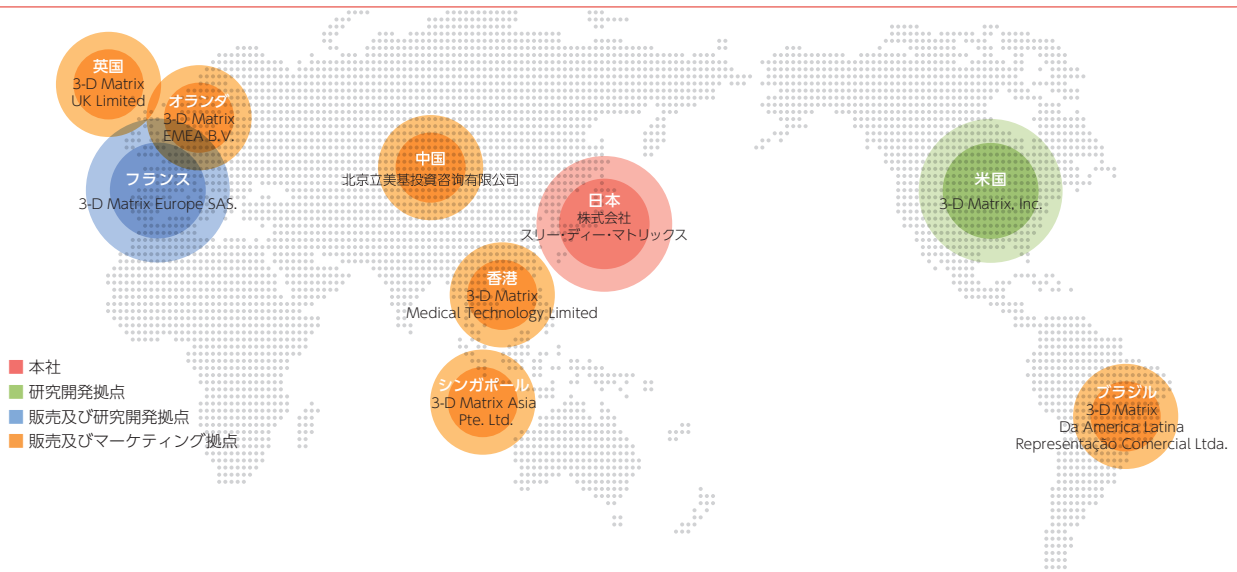 英国
3-D Matrix
UK Limited
オランダ
3-D Matrix
EMEA B.V.
フランス
3-D Matrix Europe SAS.
中国
北京立美基投資咨询有限公司
日本
株式会社
スリー・ディー・マトリックス
米国
3-D Matrix, Inc.
香港
3-D Matrix
Medical Technology Limited
シンガポール
3-D Matrix Asia
Pte. Ltd.
ブラジル
3-D Matrix
Da America Latina
Representação Comercial Ltda.
本社
研究開発拠点
販売及び研究開発拠点
販売及びマーケティング拠点